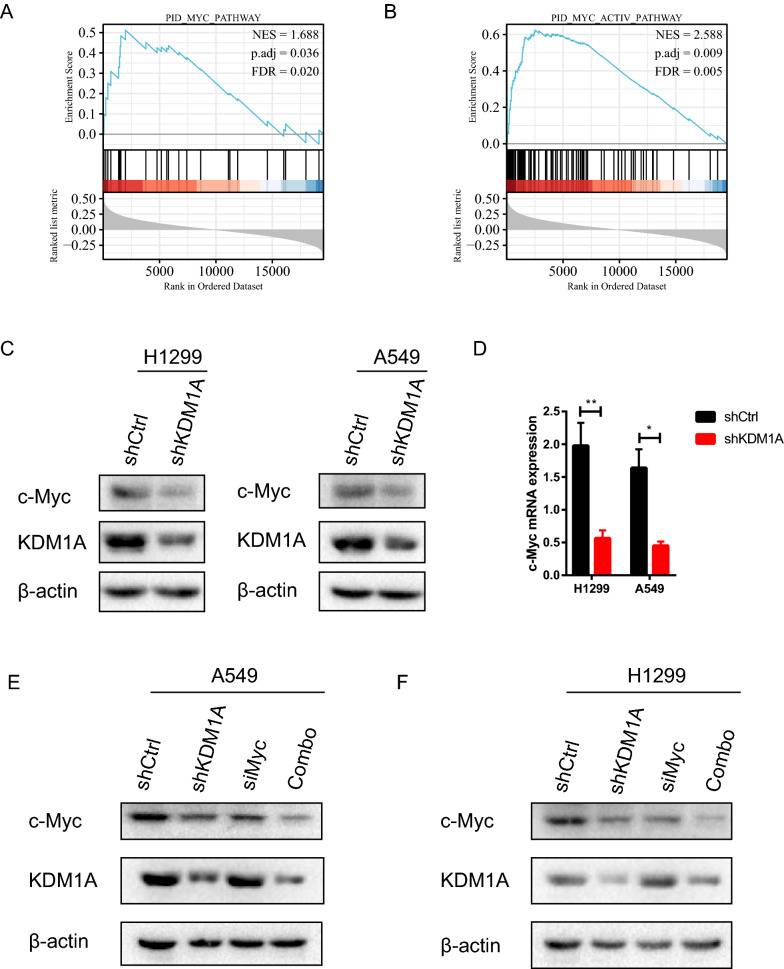 A
PID_MYC_PATHWAY
NES = 1.688
p.adj = 0.036
FDR = 0.020
Enrichment Score
0.5
0.4
0.3
0.2
0.1
0.0
Ranked list metric
0.50
0.25
0.00
−0.25
5000 10000 15000
Rank in Ordered Dataset
B
PID_MYC_ACTIV_PATHWAY
NES = 2.588
p.adj = 0.009
FDR = 0.005
Enrichment Score
0.6
0.4
0.2
0.0
Ranked list metric
0.50
0.25
0.00
−0.25
5000 10000 15000
Rank in Ordered Dataset
C
H1299
shCtrl shKDM1A
c-Myc
KDM1A
β-actin
A549
shCtrl shKDM1A
c-Myc
KDM1A
β-actin
D
c-Myc mRNA expression
2.5
2.0
1.5
1.0
0.5
0.0
** *
H1299 A549
shCtrl
shKDM1A
E
A549
shCtrl shKDM1A siMyc Combo
c-Myc
KDM1A
β-actin
F
H1299
shCtrl shKDM1A siMyc Combo
c-Myc
KDM1A
β-actin